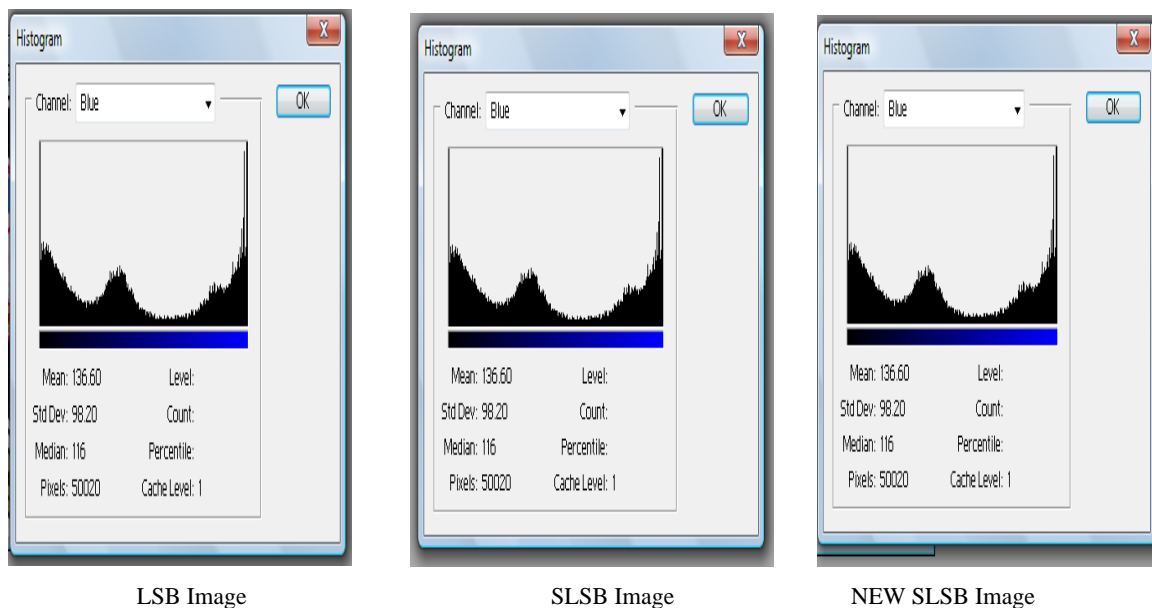 Histogram
Channel: Blue
OK
Mean: 136.60 Level:
Std Dev: 98.20 Count:
Median: 116 Percentile:
Pixels: 50020 Cache Level: 1
LSB Image
Histogram
Channel: Blue
OK
Mean: 136.60 Level:
Std Dev: 98.20 Count:
Median: 116 Percentile:
Pixels: 50020 Cache Level: 1
SLSB Image
Histogram
Channel: Blue
OK
Mean: 136.60 Level:
Std Dev: 98.20 Count:
Median: 116 Percentile:
Pixels: 50020 Cache Level: 1
NEW SLSB Image